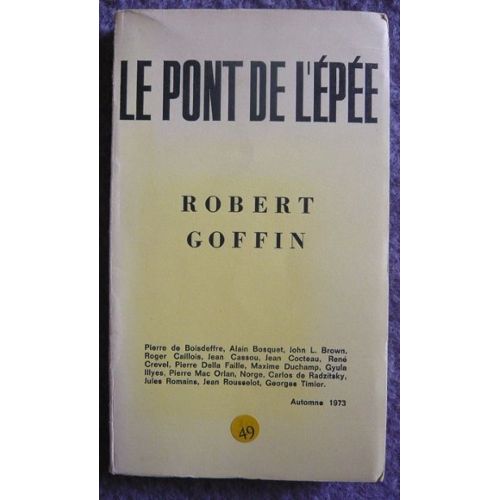 LE PONT DE L'ÉPÉE
ROBERT
GOFFIN
Pierre de Boisdeffre, Alain Bosquet, John L. Brown,
Roger Caillois, Jean Cassou, Jean Cocteau, René
Crevel, Pierre Della Faille, Maxime Duchamp, Gyula
Illyes, Pierre Mac Orlan, Norge, Carlos de Radzitsky,
Jules Romains, Jean Rousselot, Georges Timier.
Automne 1973
49